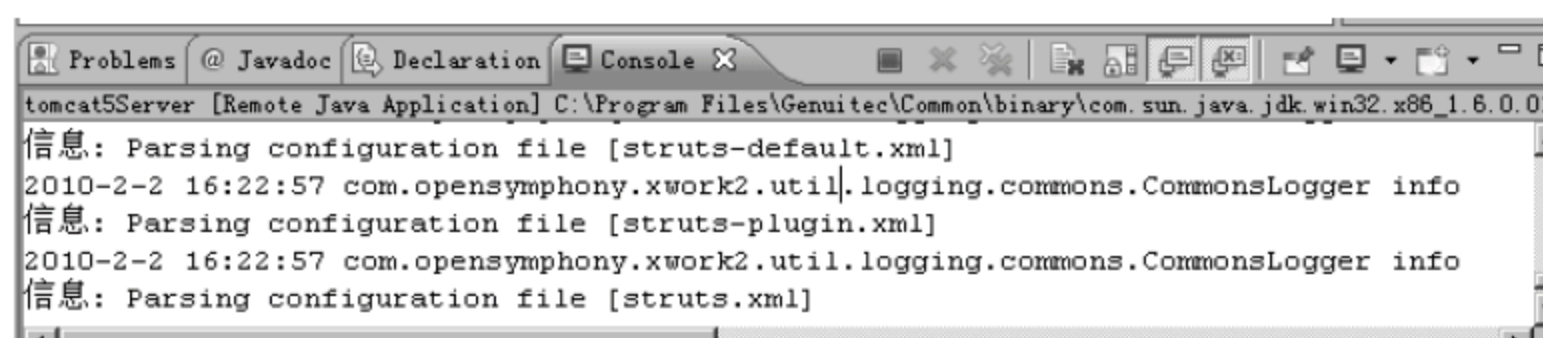 Problems @ Javadoc Declaration Console
tomcat5Server [Remote Java Application] C:\Program Files\Genuitec\Common\binary\com.sun.java.jdk.win32.x86_1.6.0.0
信息: Parsing configuration file [struts-default.xml]
2010-2-2 16:22:57 com.opensymphony.xwork2.util.logging.commons.CommonsLogger info
信息: Parsing configuration file [struts-plugin.xml]
2010-2-2 16:22:57 com.opensymphony.xwork2.util.logging.commons.CommonsLogger info
信息: Parsing configuration file [struts.xml]